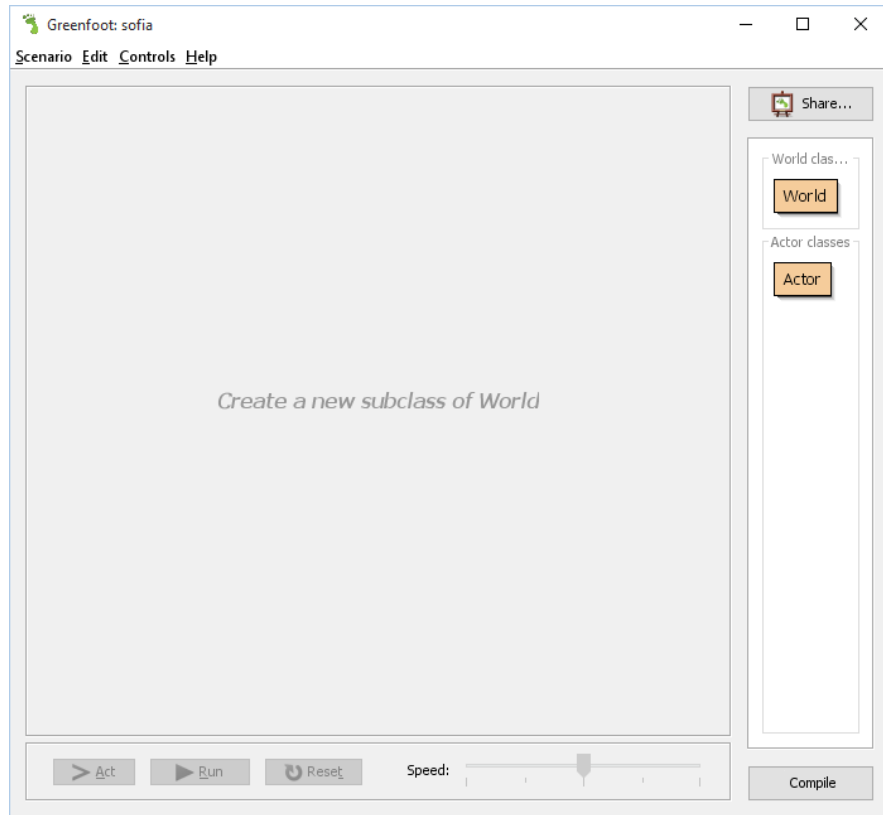 Greenfoot: sofia
Scenario Edit Controls Help
Share...
World clas...
World
Actor classes
Actor
Create a new subclass of World
> Act
Run
Reset
Speed:
Compile